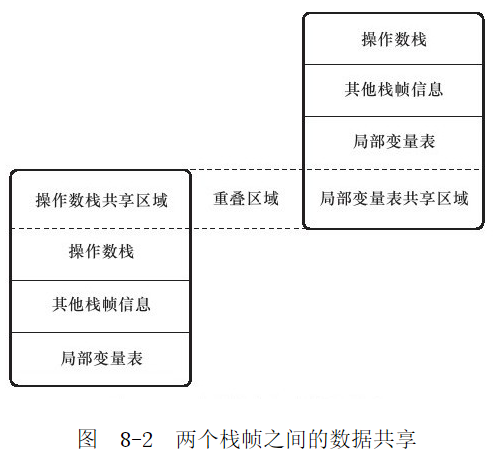 操作数栈
其他栈帧信息
局部变量表
操作数栈共享区域
重叠区域
局部变量表共享区域
操作数栈
其他栈帧信息
局部变量表
图 8-2 两个栈帧之间的数据共享